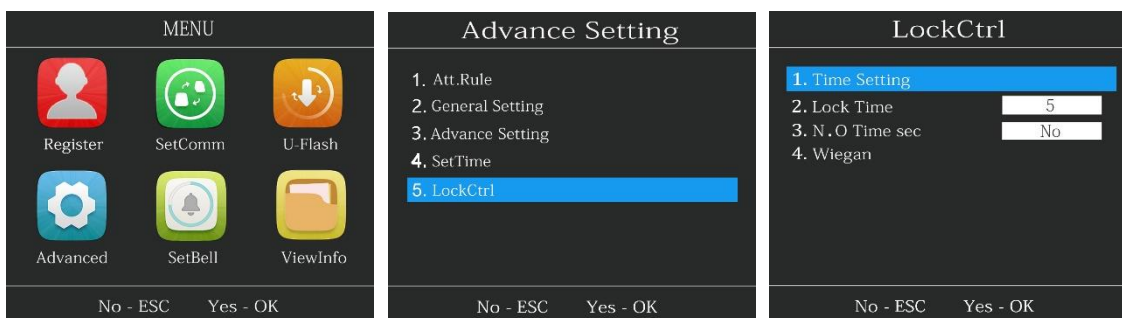 MENU
Register SetComm U-Flash
Advanced SetBell ViewInfo
No - ESC Yes - OK
Advance Setting
1. Att.Rule
2. General Setting
3. Advance Setting
4. SetTime
5. LockCtrl
No - ESC Yes - OK
LockCtrl
1. Time Setting
2. Lock Time 5
3. N.O Time sec No
4. Wiegan
No - ESC Yes - OK